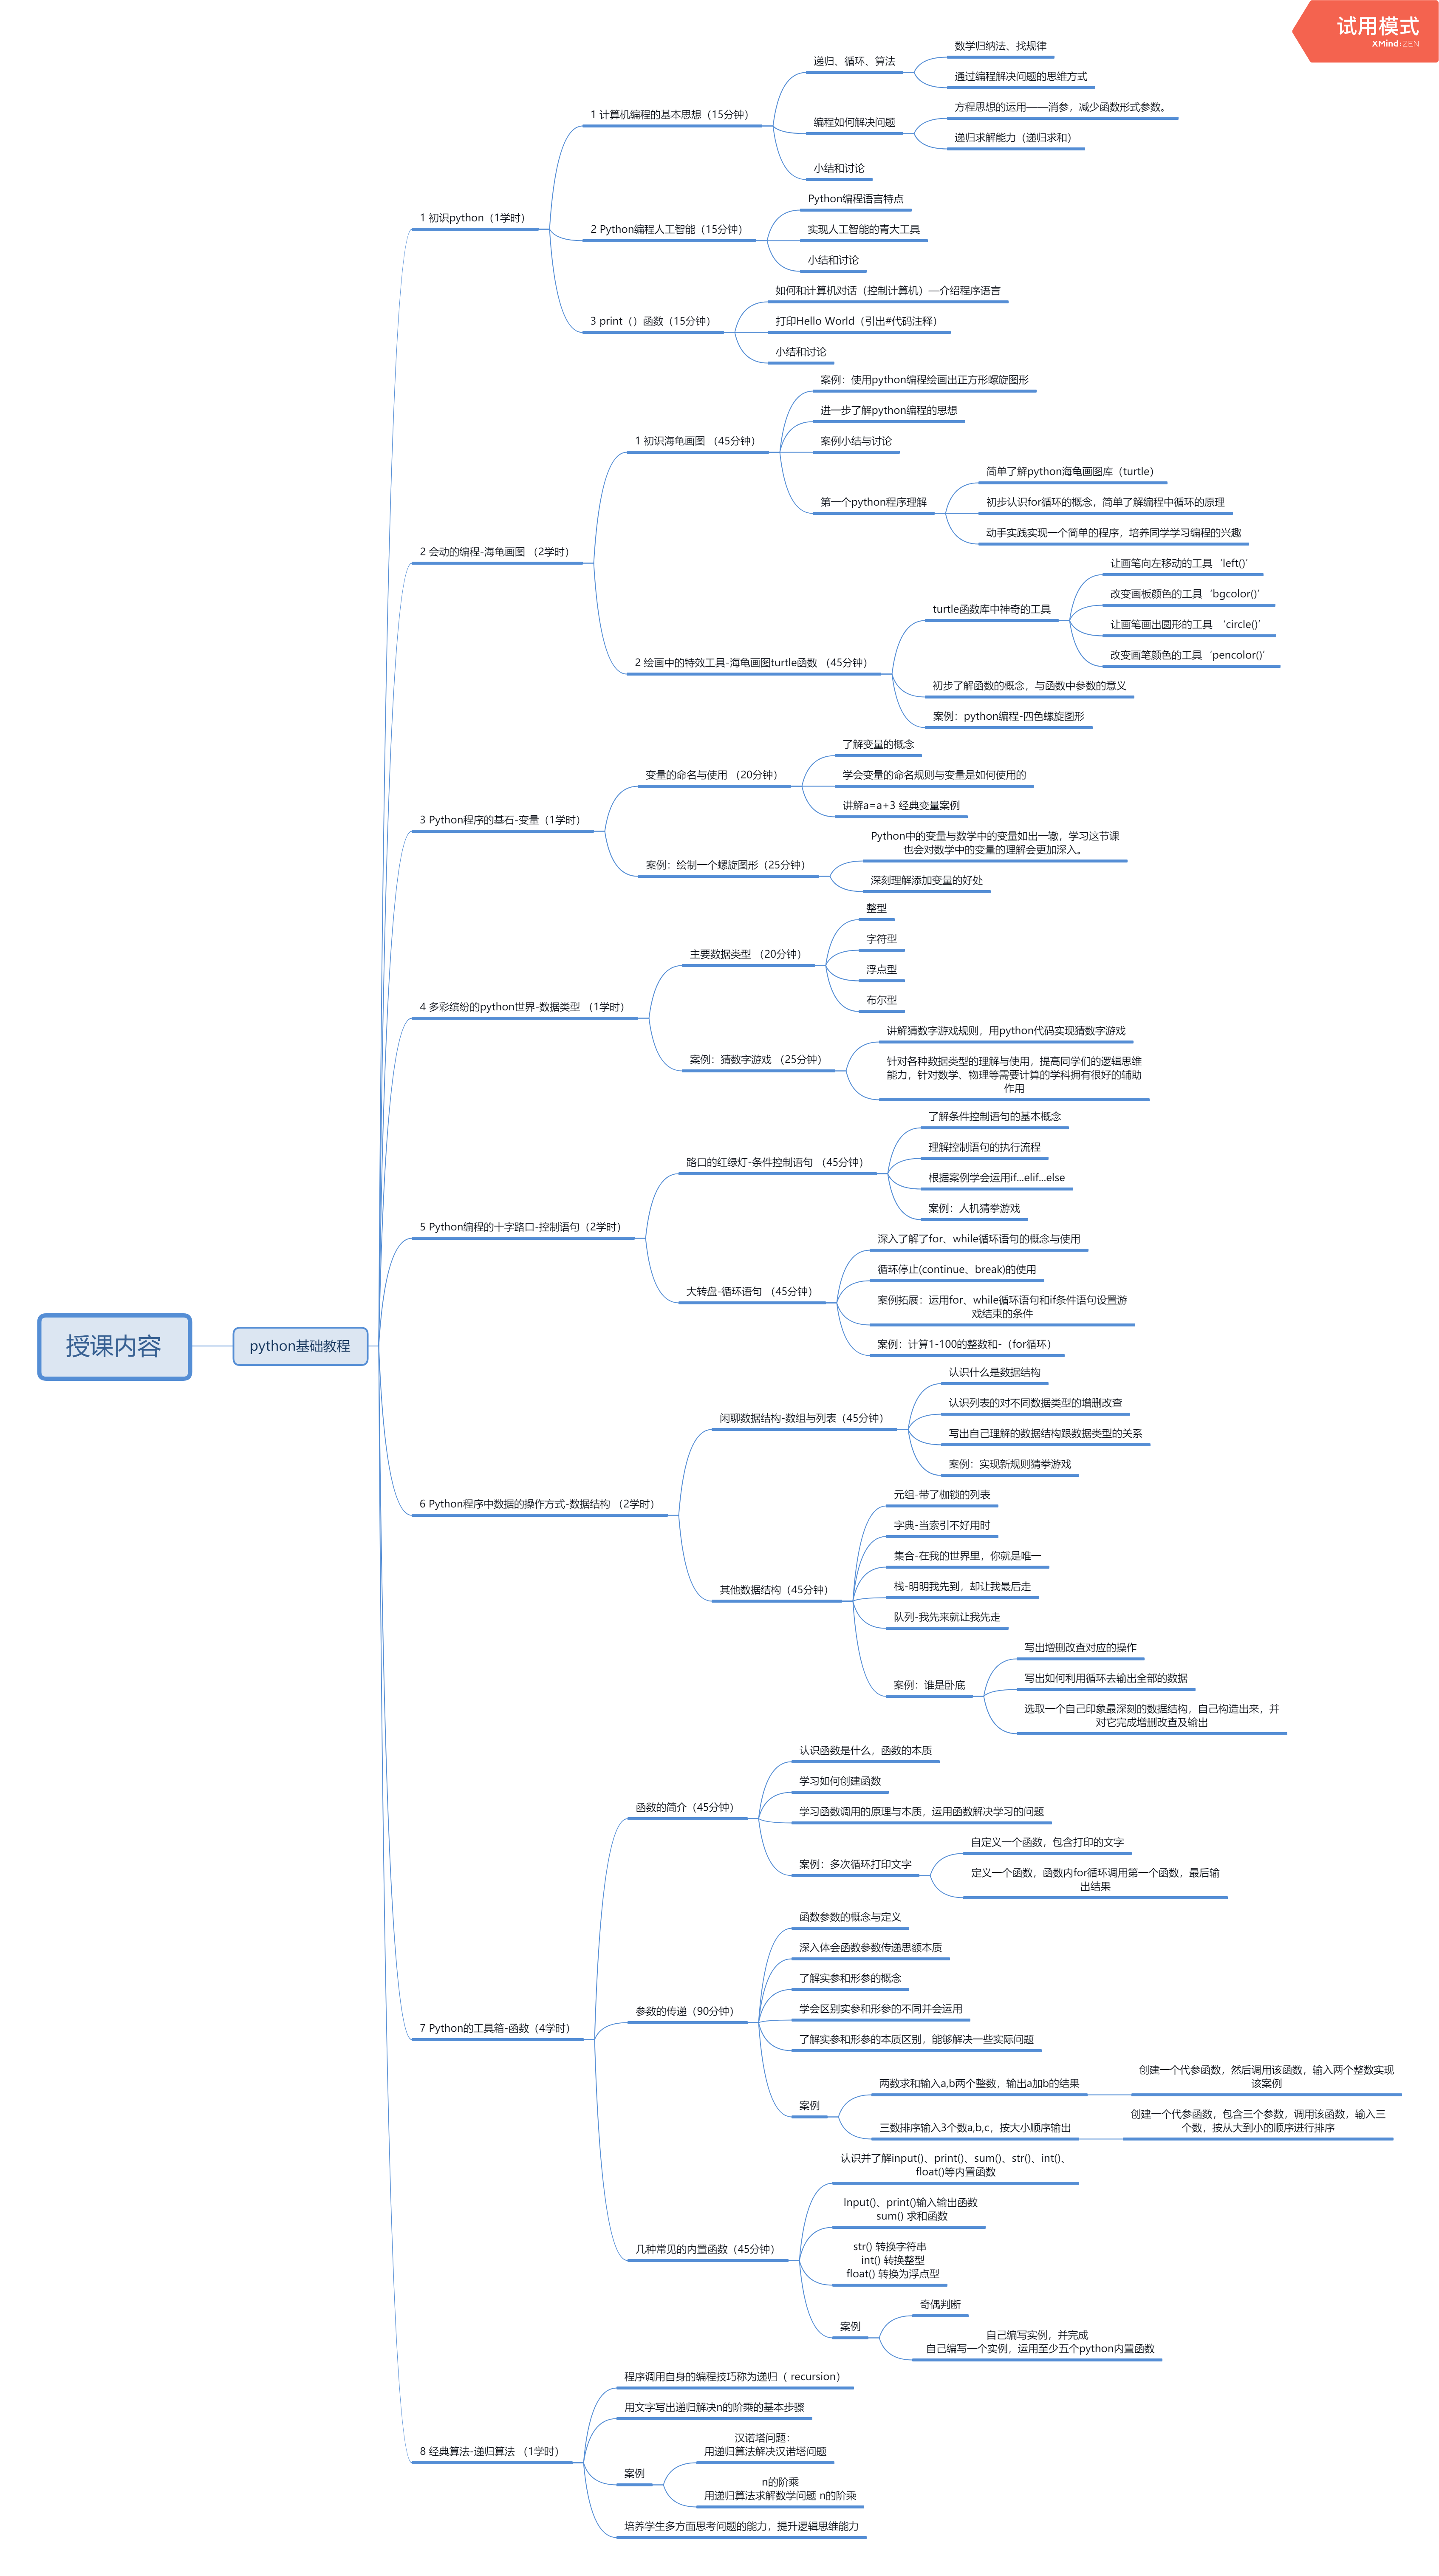 试用模式
XMind:ZEN
授课内容
python基础教程
1 初识python（1学时）
1 计算机编程的基本思想（15分钟）
递归、循环、算法
数学归纳法、找规律
通过编程解决问题的思维方式
编程如何解决问题
方程思想的运用——消参，减少函数形式参数。
递归求解能力（递归求和）
小结和讨论
2 Python编程人工智能（15分钟）
Python编程语言特点
实现人工智能的青大工具
小结和讨论
3 print（）函数（15分钟）
如何和计算机对话（控制计算机）—介绍程序语言
打印Hello World（引出#代码注释）
小结和讨论
2 会动的编程-海龟画图 （2学时）
1 初识海龟画图 （45分钟）
案例：使用python编程绘画出正方形螺旋图形
进一步了解python编程的思想
案例小结与讨论
第一个python程序理解
简单了解python海龟画图库（turtle）
初步认识for循环的概念，简单了解编程中循环的原理
动手实践实现一个简单的程序，培养同学学习编程的兴趣
2 绘画中的特效工具-海龟画图turtle函数 （45分钟）
turtle函数库中神奇的工具
让画笔向左移动的工具‘left()’
改变画板颜色的工具‘bgcolor()’
让画笔画出圆形的工具 ‘circle()’
改变画笔颜色的工具‘pencolor()’
初步了解函数的概念，与函数中参数的意义
案例：python编程-四色螺旋图形
3 Python程序的基石-变量（1学时）
变量的命名与使用 （20分钟）
了解变量的概念
学会变量的命名规则与变量是如何使用的
讲解a=a+3 经典变量案例
案例：绘制一个螺旋图形（25分钟）
Python中的变量与数学中的变量如出一辙，学习这节课
也会对数学中的变量的理解会更加深入。
深刻理解添加变量的好处
4 多彩缤纷的python世界-数据类型 （1学时）
主要数据类型 （20分钟）
整型
字符型
浮点型
布尔型
案例：猜数字游戏 （25分钟）
讲解猜数字游戏规则，用python代码实现猜数字游戏
针对各种数据类型的理解与使用，提高同学们的逻辑思维
能力，针对数学、物理等需要计算的学科拥有很好的辅助
作用
5 Python编程的十字路口-控制语句（2学时）
路口的红绿灯-条件控制语句 （45分钟）
了解条件控制语句的基本概念
理解控制语句的执行流程
根据案例学会运用if...elif...else
案例：人机猜拳游戏
大转盘-循环语句 （45分钟）
深入了解了for、while循环语句的概念与使用
循环停止(continue、break)的使用
案例拓展：运用for、while循环语句和if条件语句设置游
戏结束的条件
案例：计算1-100的整数和-（for循环）
6 Python程序中数据的操作方式-数据结构 （2学时）
闲聊数据结构-数组与列表（45分钟）
认识什么是数据结构
认识列表的对不同数据类型的增删改查
写出自己理解的数据结构跟数据类型的关系
案例：实现新规则猜拳游戏
其他数据结构（45分钟）
元组-带了枷锁的列表
字典-当索引不好用时
集合-在我的世界里，你就是唯一
栈-明明我先到，却让我最后走
队列-我先来就让我先走
案例：谁是卧底
写出增删改查对应的操作
写出如何利用循环去输出全部的数据
选取一个自己印象最深刻的数据结构，自己构造出来，并
对它完成增删改查及输出
7 Python的工具箱-函数（4学时）
函数的简介（45分钟）
认识函数是什么，函数的本质
学习如何创建函数
学习函数调用的原理与本质，运用函数解决学习的问题
案例：多次循环打印文字
自定义一个函数，包含打印的文字
定义一个函数，函数内for循环调用第一个函数，最后输
出结果
参数的传递（90分钟）
函数参数的概念与定义
深入体会函数参数传递思额本质
了解实参和形参的概念
学会区别实参和形参的不同并会运用
了解实参和形参的本质区别，能够解决一些实际问题
案例
两数求和输入a,b两个整数，输出a加b的结果
创建一个代参函数，然后调用该函数，输入两个整数实现
该案例
三数排序输入3个数a,b,c，按大小顺序输出
创建一个代参函数，包含三个参数，调用该函数，输入三
个数，按从大到小的顺序进行排序
几种常见的内置函数（45分钟）
认识并了解input()、print()、sum()、str()、int()、
float()等内置函数
Input()、print()输入输出函数
sum() 求和函数
str() 转换字符串
int() 转换整型
float() 转换为浮点型
案例
奇偶判断
自己编写实例，并完成
自己编写一个实例，运用至少五个python内置函数
8 经典算法-递归算法 （1学时）
程序调用自身的编程技巧称为递归（ recursion）
用文字写出递归解决n的阶乘的基本步骤
案例
汉诺塔问题：
用递归算法解决汉诺塔问题
n的阶乘
用递归算法求解数学问题 n的阶乘
培养学生多方面思考问题的能力，提升逻辑思维能力